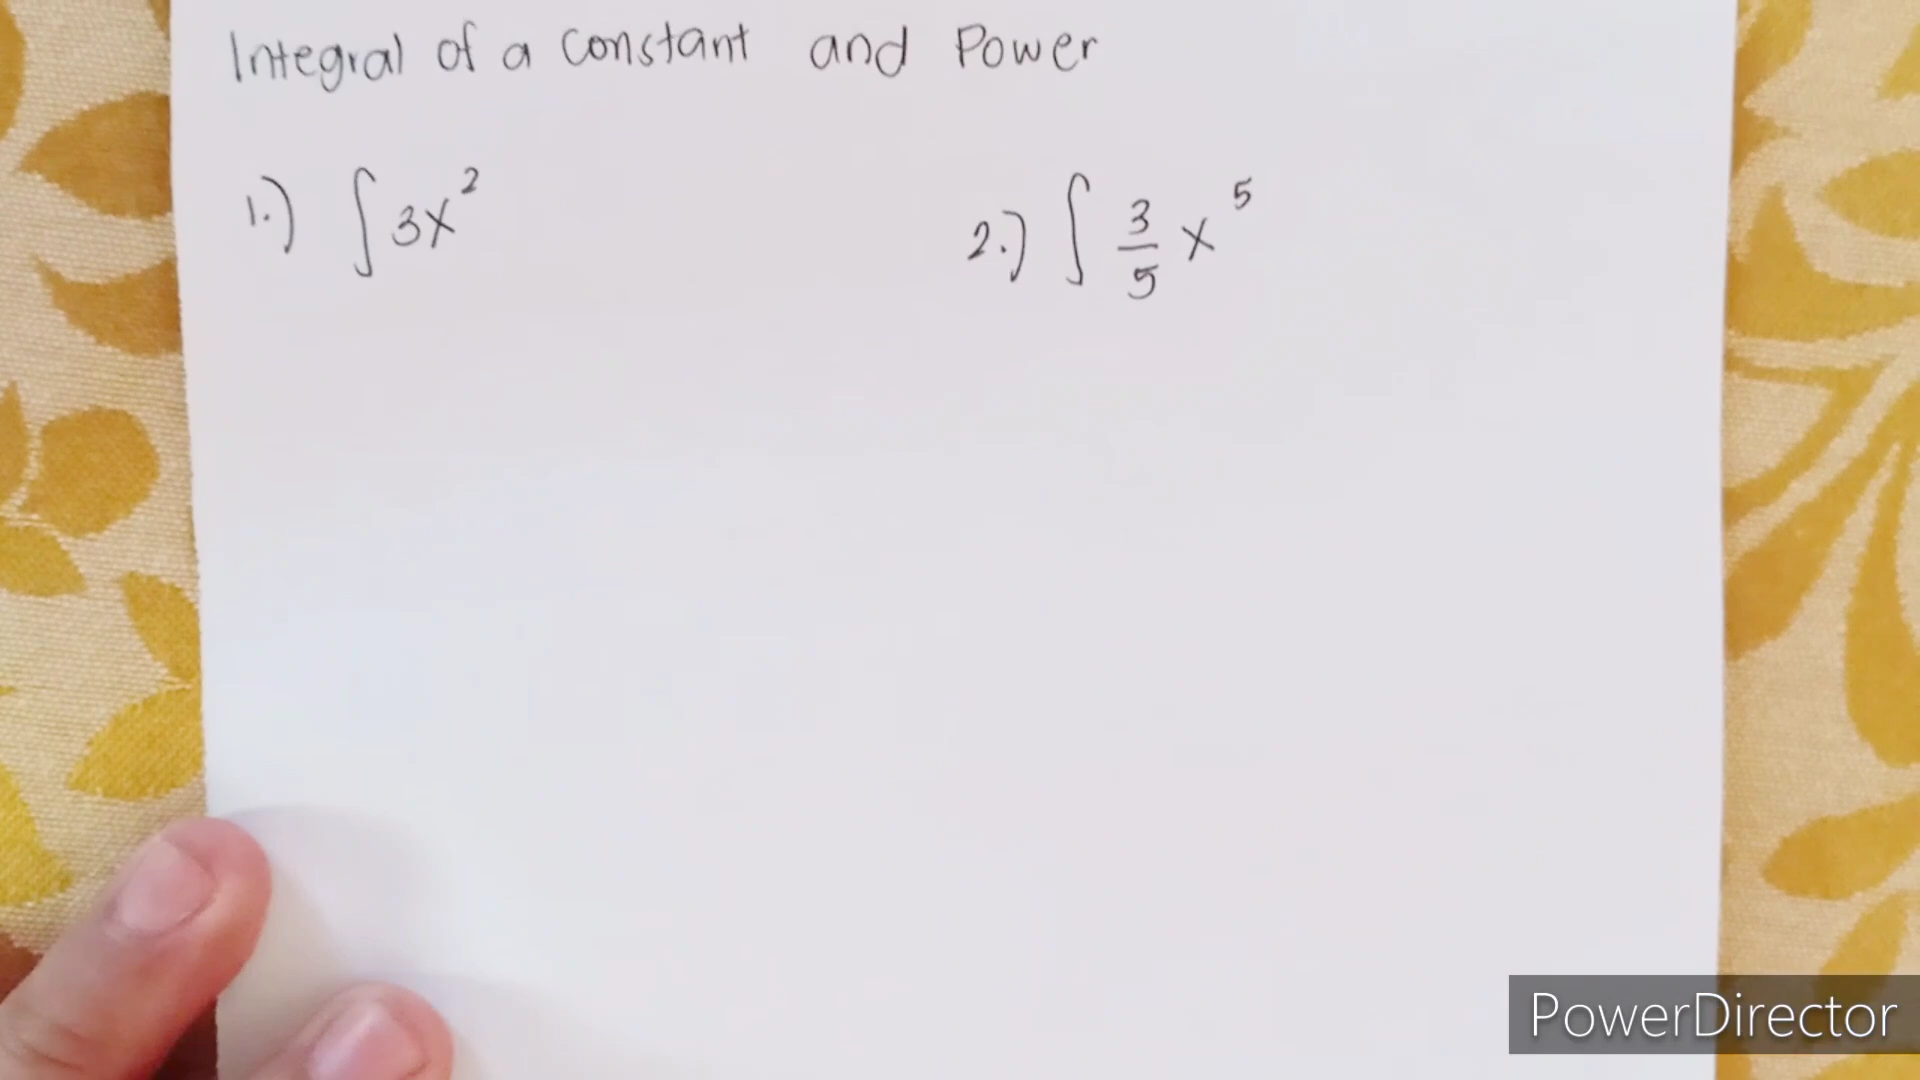 Integral of a constant and Power
1.) ∫ 3x² 2.) ∫ 3/5 x⁵
PowerDirector